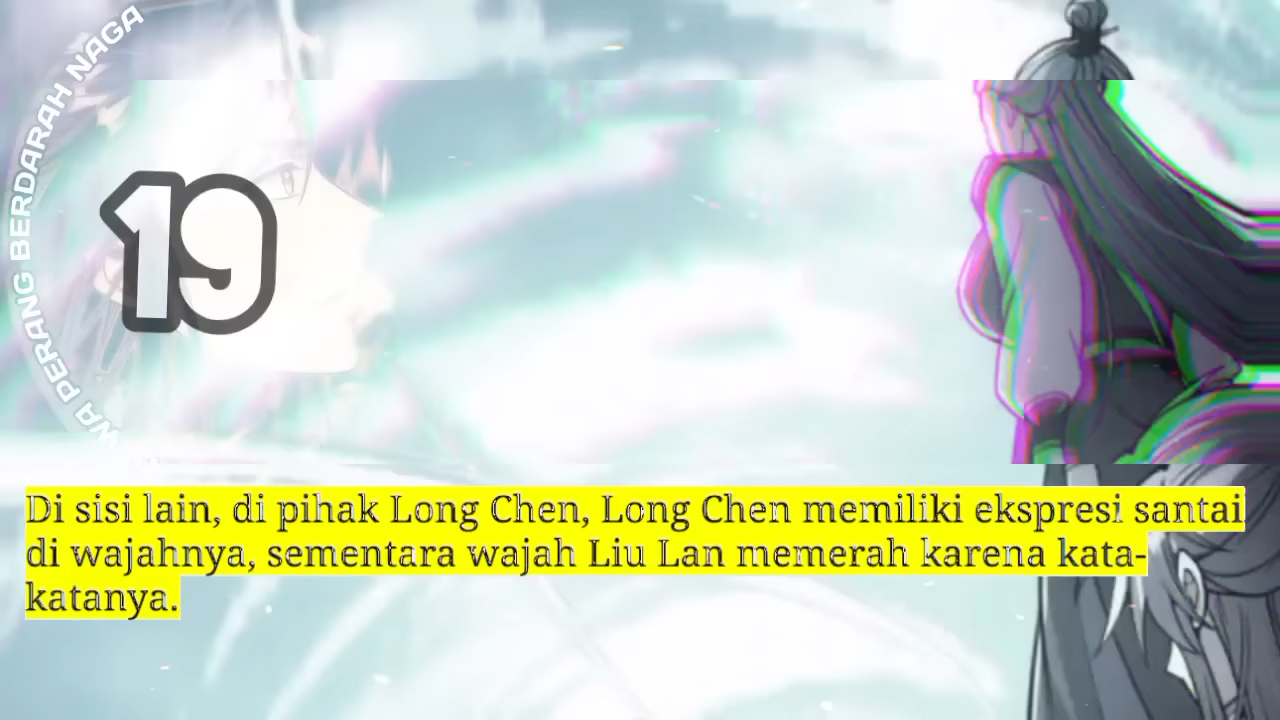 WA PERANG BERDARAH NAGA
19
Di sisi lain, di pihak Long Chen, Long Chen memiliki ekspresi santai
di wajahnya, sementara wajah Liu Lan memerah karena kata-
katanya.